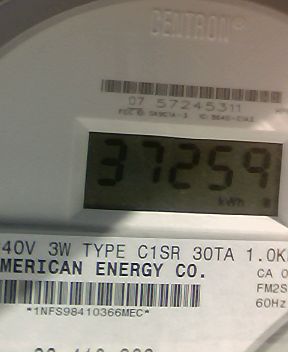 CENTRON®
07 57245311
37259
kWh
40V 3W TYPE C1SR 30TA 1.0K
MERICAN ENERGY CO.
CA 0
FM2S
60Hz
*1NFS98410366MEC*